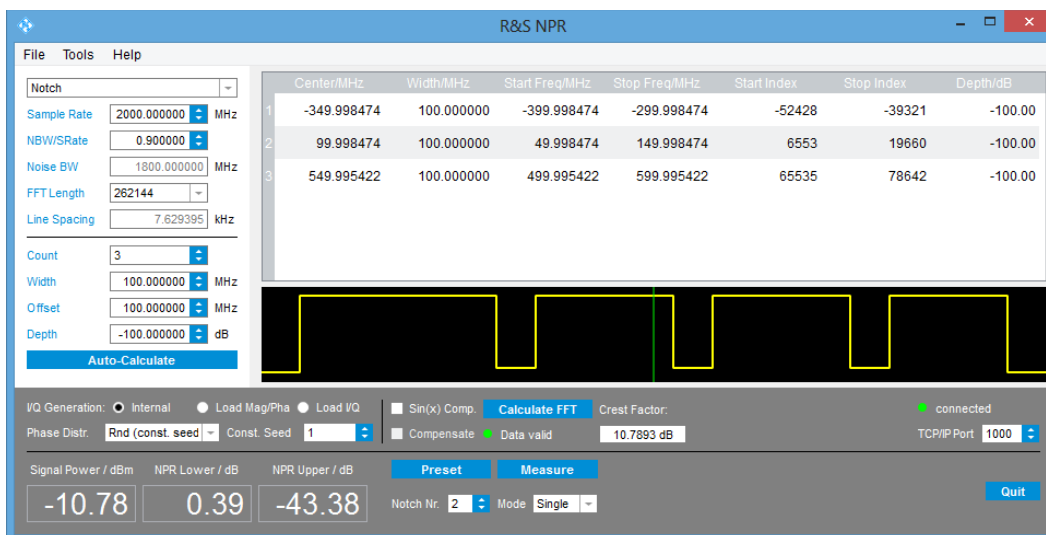 R&S NPR
File Tools Help
Notch
Sample Rate 2000.000000 MHz
NBW/SRate 0.900000
Noise BW 1800.000000 MHz
FFT Length 262144
Line Spacing 7.629395 kHz
Count 3
Width 100.000000 MHz
Offset 100.000000 MHz
Depth -100.000000 dB
Auto-Calculate
Center/MHz Width/MHz Start Freq/MHz Stop Freq/MHz Start Index Stop Index Depth/dB
1 -349.998474 100.000000 -399.998474 -299.998474 -52428 -39321 -100.00
2 99.998474 100.000000 49.998474 149.998474 6553 19660 -100.00
3 549.995422 100.000000 499.995422 599.995422 65535 78642 -100.00
I/Q Generation: Internal Load Mag/Pha Load I/Q Sin(x) Comp. Calculate FFT Crest Factor: connected
Phase Distr. Rnd (const. seed Const. Seed 1 Compensate Data valid 10.7893 dB TCP/IP Port 1000
Signal Power / dBm NPR Lower / dB NPR Upper / dB Preset Measure
-10.78 0.39 -43.38 Notch Nr. 2 Mode Single Quit